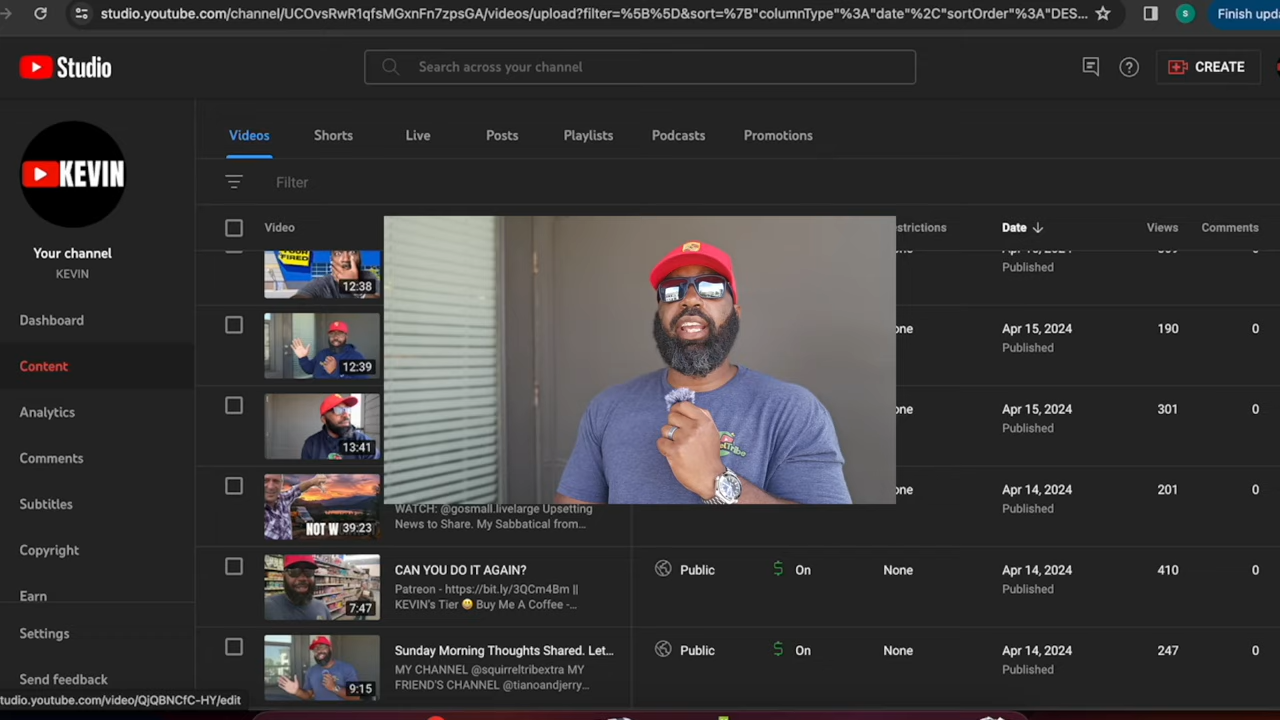 studio.youtube.com/channel/UCOvsRwR1qfsMGxnFn7zpsGA/videos/upload?filter=%5B%5D&sort=%7B"columnType"%3A"date"%2C"sortOrder"%3A"DES...
S
Finish upda
Studio
Search across your channel
CREATE
KEVIN
Your channel
KEVIN
Dashboard
Content
Analytics
Comments
Subtitles
Copyright
Earn
Settings
Send feedback
tudio.youtube.com/video/QjQBNCfC-HY/edit
Videos Shorts Live Posts Playlists Podcasts Promotions
Filter
Video
strictions
Date
Views
Comments
FIRED
12:38
Published
12:39
one
Apr 15, 2024
Published
190
0
13:41
one
Apr 15, 2024
Published
301
0
NOT W
39:23
WATCH: @gosmall.livelarge Upsetting
News to Share. My Sabbatical from...
one
Apr 14, 2024
Published
201
0
7:47
CAN YOU DO IT AGAIN?
Patreon - https://bit.ly/3QCm4Bm ||
KEVIN's Tier 😃 Buy Me A Coffee -...
Public
$ On
None
Apr 14, 2024
Published
410
0
9:15
Sunday Morning Thoughts Shared. Let...
MY CHANNEL @squirreltribextra MY
FRIEND'S CHANNEL @tianoandjerry...
Public
$ On
None
Apr 14, 2024
Published
247
0